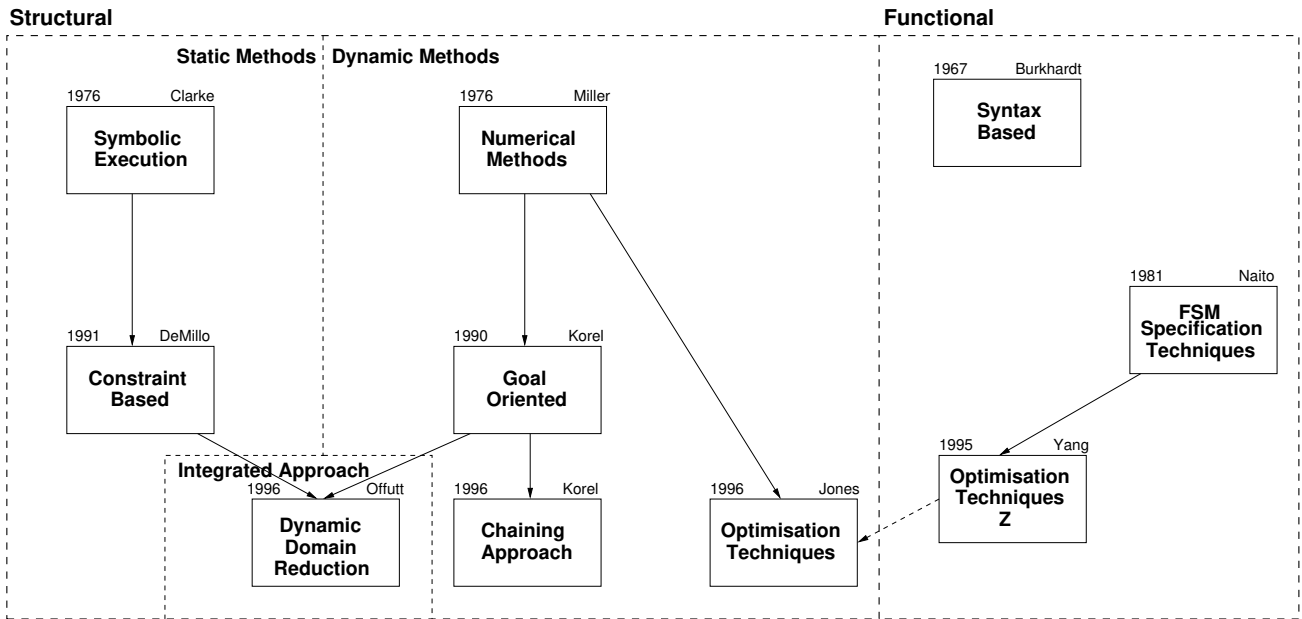 Structural
Functional
Static Methods
Dynamic Methods
1976 Clarke
Symbolic
Execution
1976 Miller
Numerical
Methods
1967 Burkhardt
Syntax
Based
1981 Naito
FSM
Specification
Techniques
1991 DeMillo
Constraint
Based
1990 Korel
Goal
Oriented
1995 Yang
Optimisation
Techniques
Z
Integrated Approach
1996 Offutt
Dynamic
Domain
Reduction
1996 Korel
Chaining
Approach
1996 Jones
Optimisation
Techniques